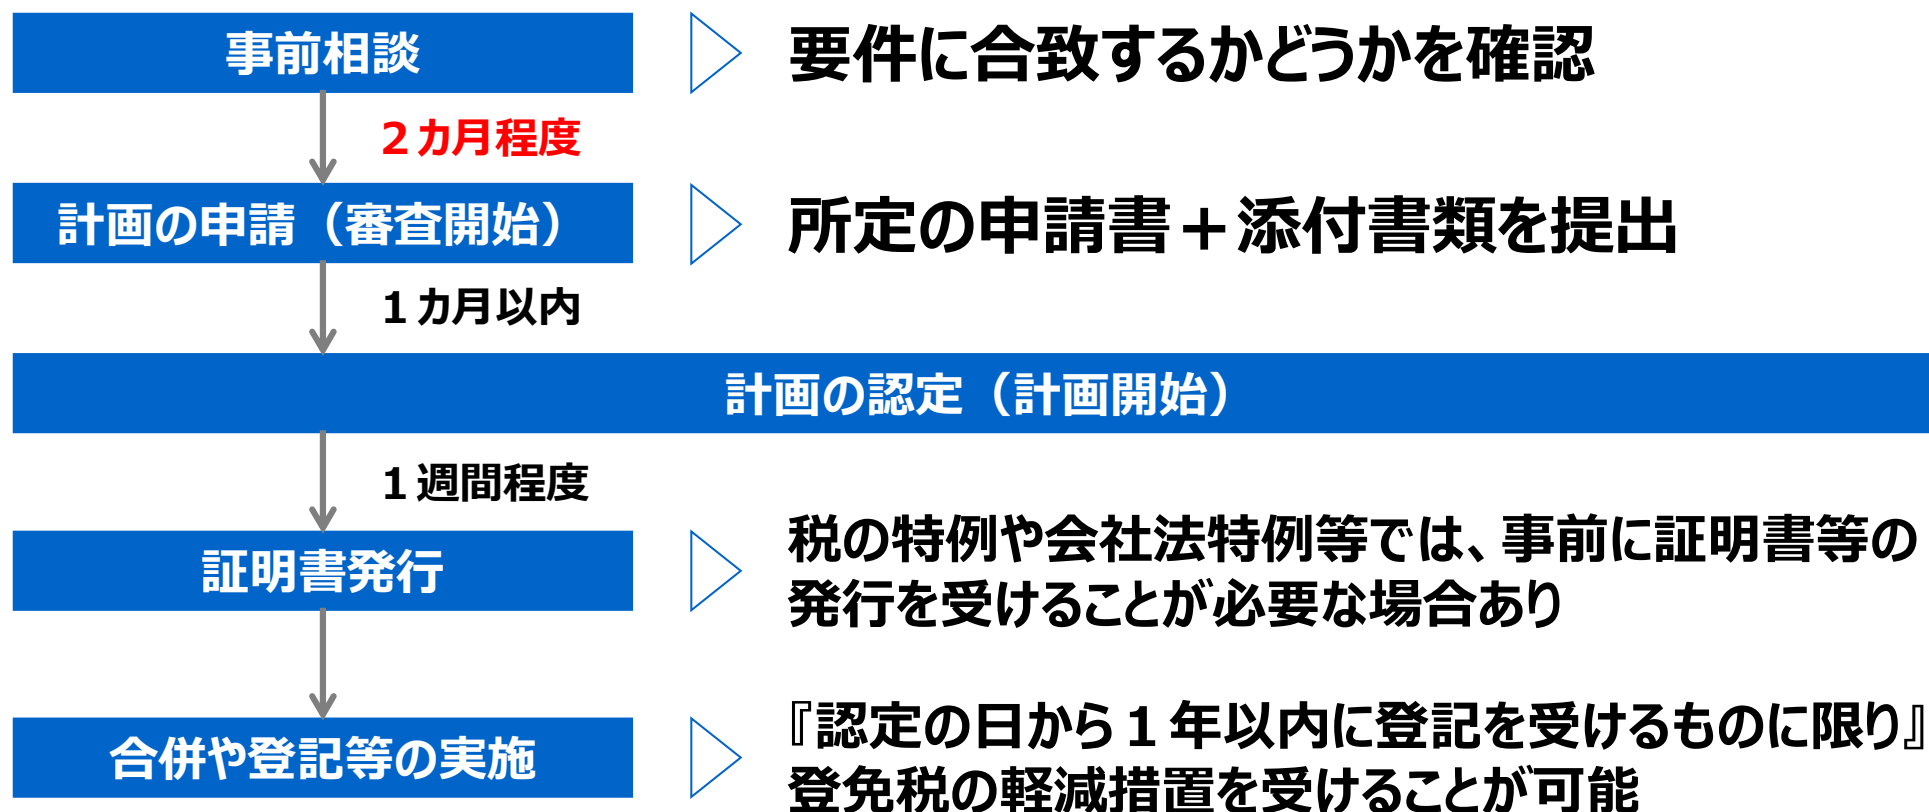 事前相談
要件に合致するかどうかを確認
２カ月程度
計画の申請（審査開始）
所定の申請書＋添付書類を提出
１カ月以内
計画の認定（計画開始）
１週間程度
証明書発行
税の特例や会社法特例等では、事前に証明書等の
発行を受けることが必要な場合あり
合併や登記等の実施
『認定の日から１年以内に登記を受けるものに限り』
登免税の軽減措置を受けることが可能